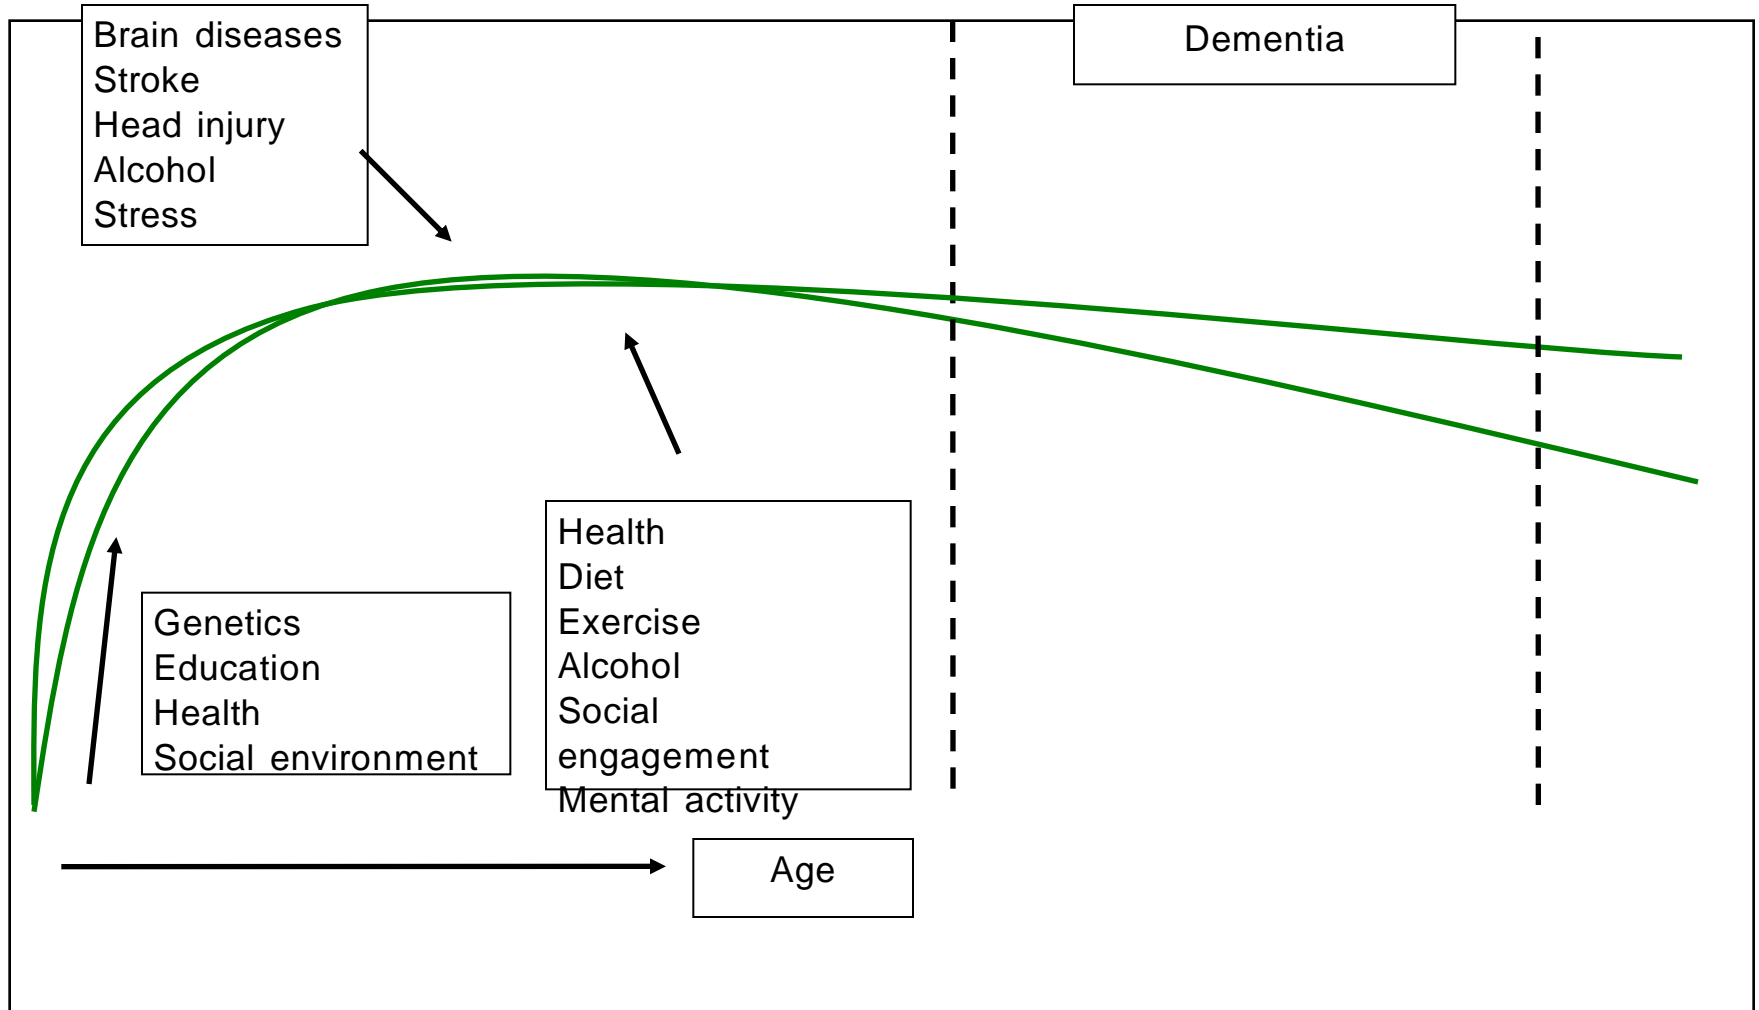 Brain diseases
Stroke
Head injury
Alcohol
Stress
Dementia
Genetics
Education
Health
Social environment
Health
Diet
Exercise
Alcohol
Social
engagement
Mental activity
Age